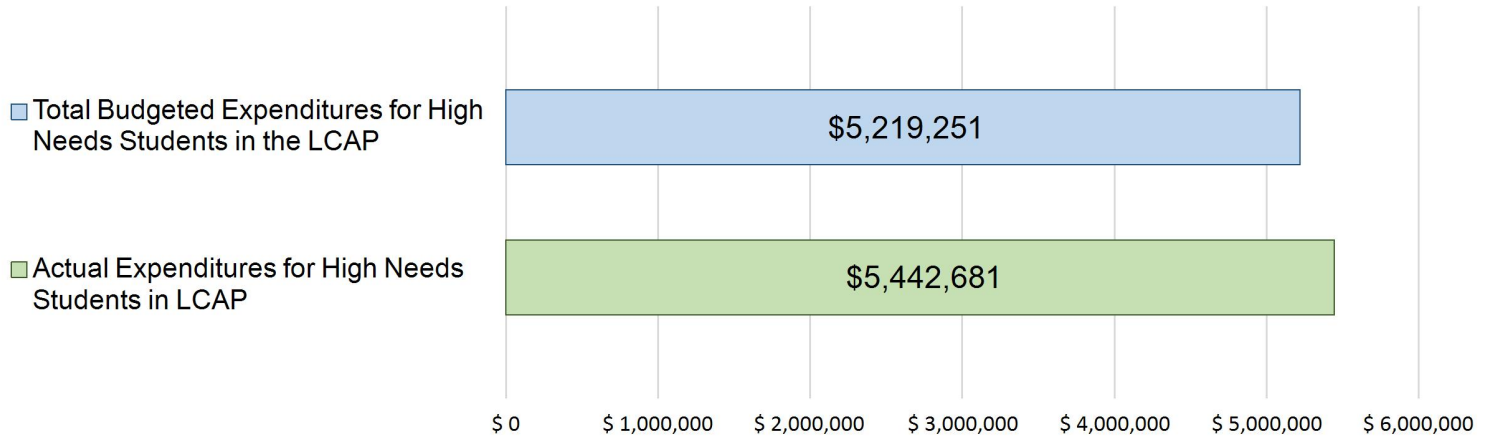 Total Budgeted Expenditures for High
Needs Students in the LCAP
$5,219,251
Actual Expenditures for High Needs
Students in LCAP
$5,442,681
$ 0
$ 1,000,000
$ 2,000,000
$ 3,000,000
$ 4,000,000
$ 5,000,000
$ 6,000,000